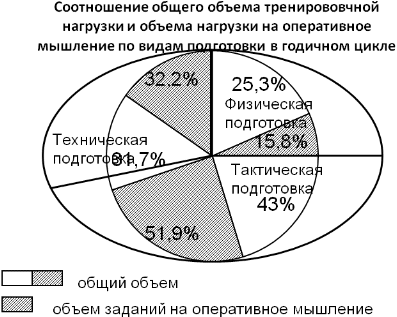 Соотношение общего объема тренирововчной
нагрузки и объема нагрузки на оперативное
мышление по видам подготовки в годичном цикле
32,2%
25,3%
Физическая
подготовка
15,8%
Техническая
подготовка
31,7%
Тактическая
подготовка
43%
51,9%
общий объем
объем заданий на оперативное мышление